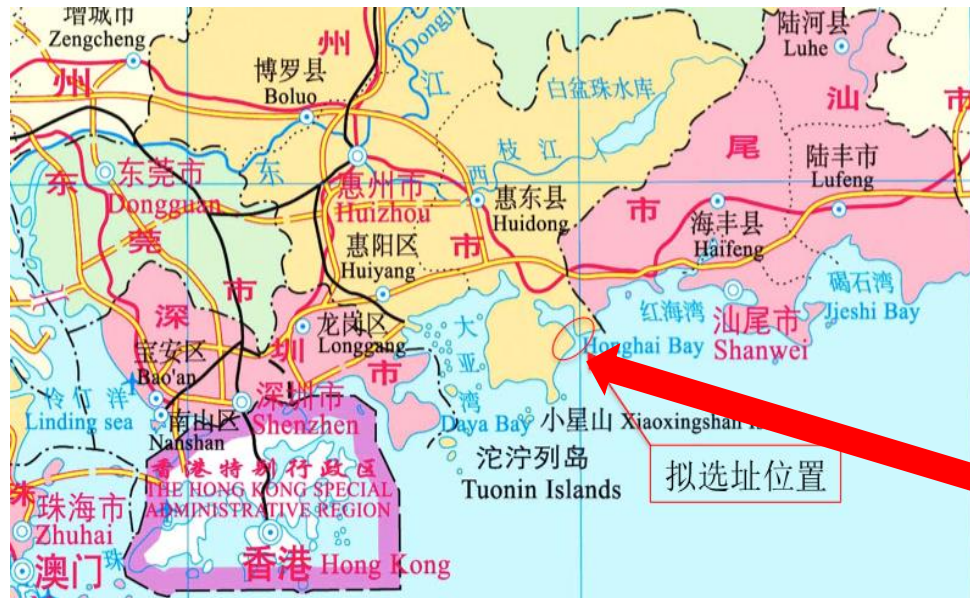 增城市
Zengcheng
州
博罗县
Boluo
江
白盆珠水库
陆河县
Luhe
汕
市
州
东莞市
Dongguan
东
莞
市
东
惠州市
Huizhou
西
枝
江
惠东县
Huidong
惠阳区
Huiyang
市
尾
市
陆丰市
Lufeng
海丰县
Haifeng
碣石湾
Jieshi Bay
红海湾
Honghai Bay
汕尾市
Shanwei
深
圳
市
龙岗区
Longgang
宝安区
Bao'an
大
亚
湾
Daya Bay
伶仃洋
Linding sea
南山区
Nanshan
深圳市
Shenzhen
小星山 Xiaoxingshan
沱泞列岛
Tuonin Islands
拟选址位置
香港特别行政区
THE HONG KONG SPECIAL
ADMINISTRATIVE REGION
珠
珠海市
Zhuhai
澳门
珠
香港 Hong Kong